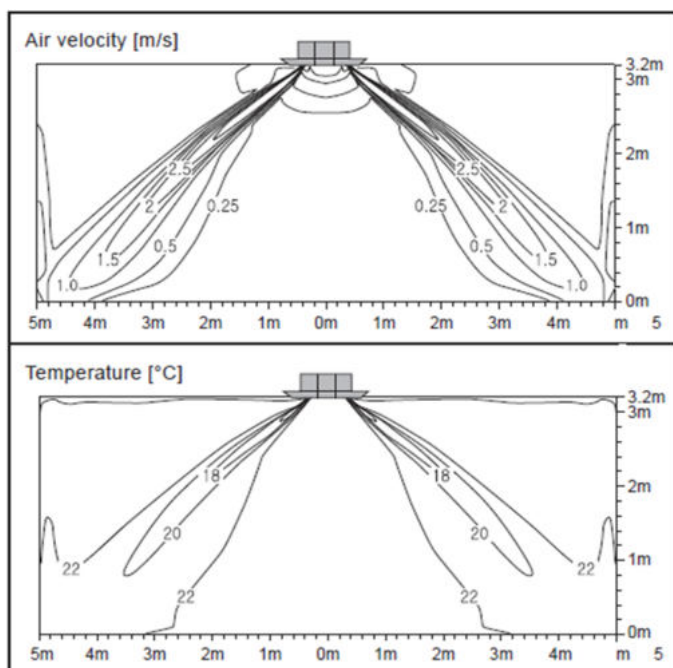 Air velocity [m/s]
3.2m
3m
2m
1m
0m
2.5 2.5
2 2
0.25 0.25
1.5 0.5 0.5 1.5
1.0 1.0
5m 4m 3m 2m 1m 0m 1m 2m 3m 4m m 5
Temperature [°C]
3.2m
3m
2m
1m
0m
18 18
20 20
22 22 22 22
5m 4m 3m 2m 1m 0m 1m 2m 3m 4m m 5